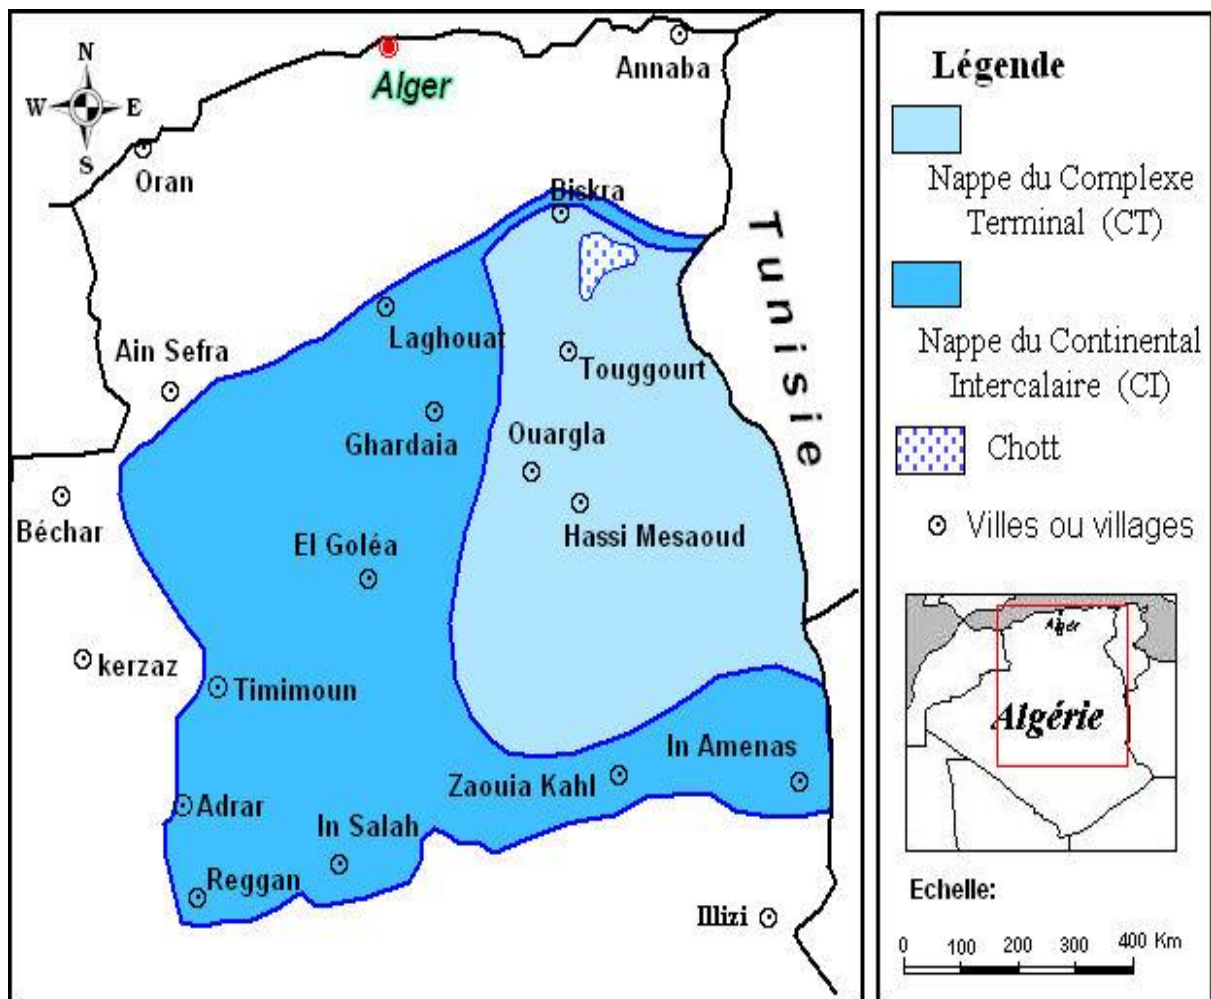 N
W E
S
Alger
Annaba
Oran
Biskra
Tunisie
Laghouat
Ain Sefra
Touggourt
Ghardaia
Ouargla
Béchar
Hassi Mesaoud
El Goléa
kerzaz
Timimoun
In Amenas
Zaouia Kahl
Adrar
In Salah
Reggan
Illizi
Légende
Nappe du Complexe
Terminal (CT)
Nappe du Continental
Intercalaire (CI)
Chott
Villes ou villages
Alger
Algérie
Echelle:
0 100 200 300 400 Km